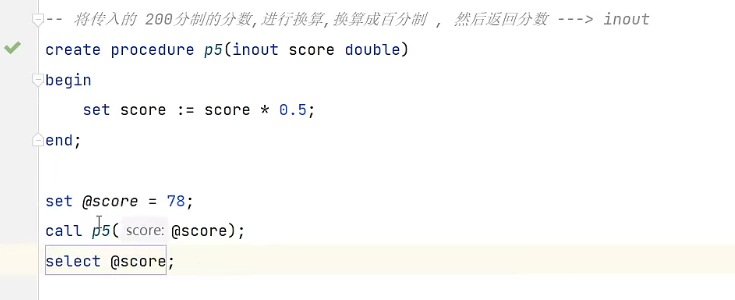 -- 将传入的 200分制的分数,进行换算,换算成百分制 , 然后返回分数 ---> inout
create procedure p5(inout score double)
begin
set score := score * 0.5;
end;
set @score = 78;
call p5( score: @score);
select @score;